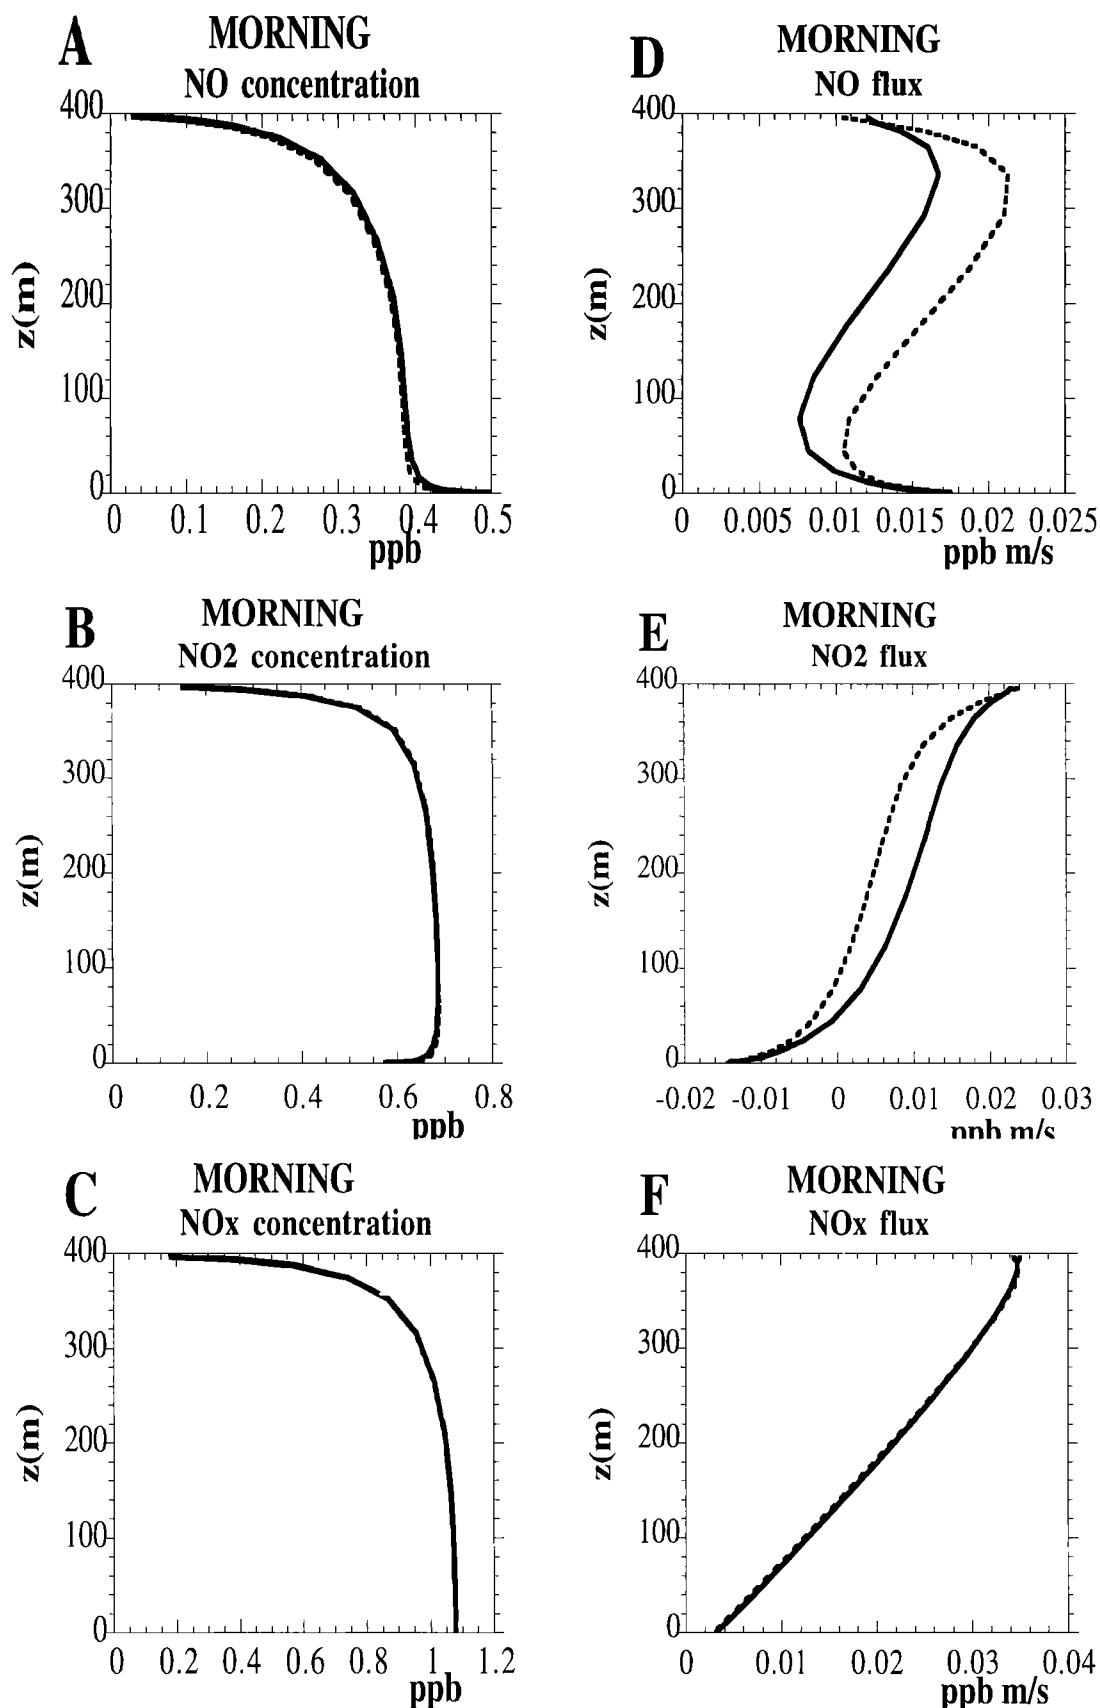 A
MORNING
NO concentration
400
300
200
100
0
z(m)
0 0.1 0.2 0.3 0.4 0.5
ppb
D
MORNING
NO flux
400
300
200
100
0
z(m)
0 0.005 0.01 0.015 0.02 0.025
ppb m/s
B
MORNING
NO2 concentration
400
300
200
100
0
z(m)
0 0.2 0.4 0.6 0.8
ppb
E
MORNING
NO2 flux
400
300
200
100
0
z(m)
-0.02 -0.01 0 0.01 0.02 0.03
ppb m/s
C
MORNING
NOx concentration
400
300
200
100
0
z(m)
0 0.2 0.4 0.6 0.8 1 1.2
ppb
F
MORNING
NOx flux
400
300
200
100
0
z(m)
0 0.01 0.02 0.03 0.04
ppb m/s